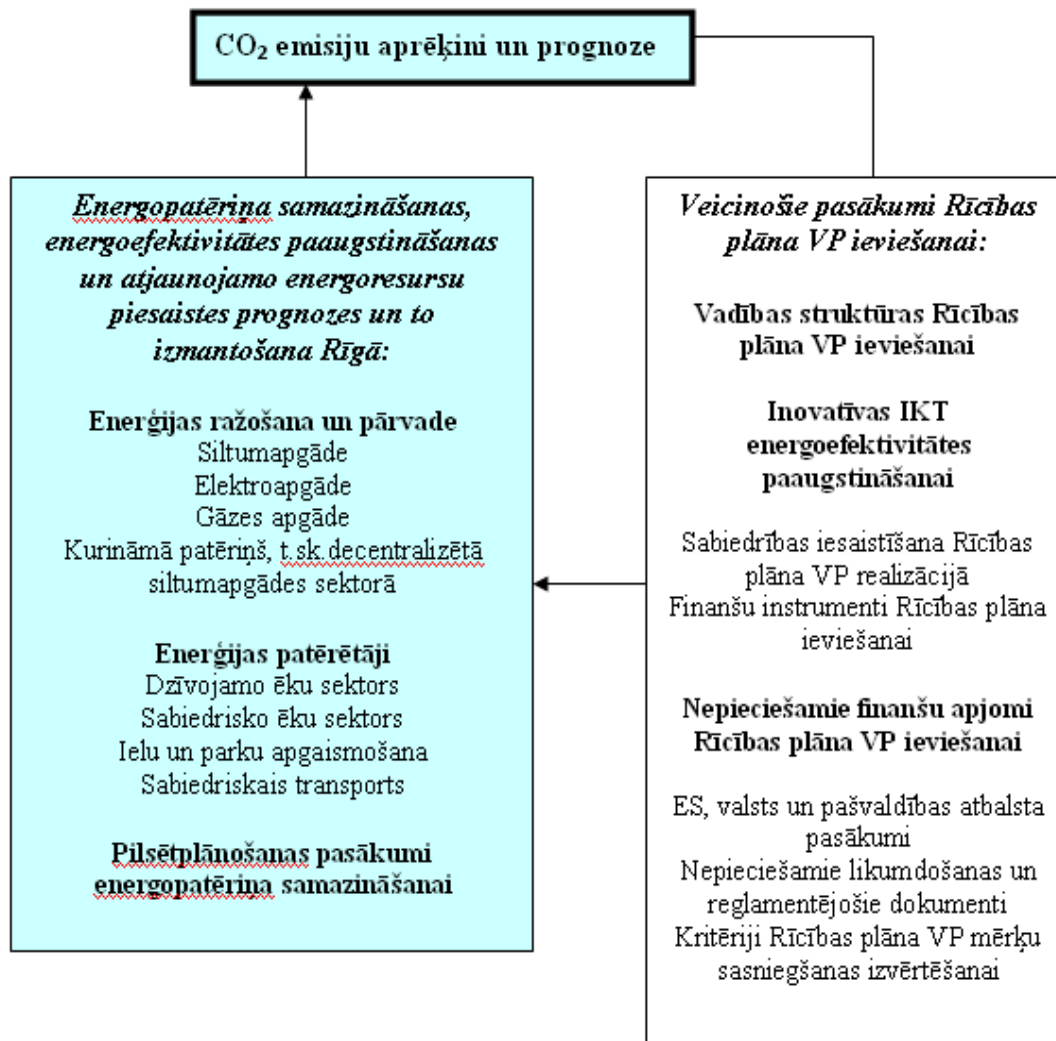 CO₂ emisiju aprēķini un prognoze
Energopatēriņa samazināšanas,
energoefektivitātes paaugstināšanas
un atjaunojamo energoresursu
piesaistes prognozes un to
izmantošana Rīgā:
Enerģijas ražošana un pārvade
Siltumapgāde
Elektroapgāde
Gāzes apgāde
Kurināmā patēriņš, t.sk.decentralizētā
siltumapgādes sektorā
Enerģijas patērētāji
Dzīvojamo ēku sektors
Sabiedrisko ēku sektors
Ielu un parku apgaismošana
Sabiedriskais transports
Pilsētplānošanas pasākumi
energopatēriņa samazināšanai
Veicinošie pasākumi Rīcības
plāna VP ieviešanai:
Vadības struktūras Rīcības
plāna VP ieviešanai
Inovatīvas IKT
energoefektivitātes
paaugstināšanai
Sabiedrības iesaistīšana Rīcības
plāna VP realizācijā
Finanšu instrumenti Rīcības plāna
ieviešanai
Nepieciešamie finanšu apjomi
Rīcības plāna VP ieviešanai
ES, valsts un pašvaldības atbalsta
pasākumi
Nepieciešamie likumdošanas un
reglamentējošie dokumenti
Kritēriji Rīcības plāna VP mērķu
sasniegšanas izvērtēšanai